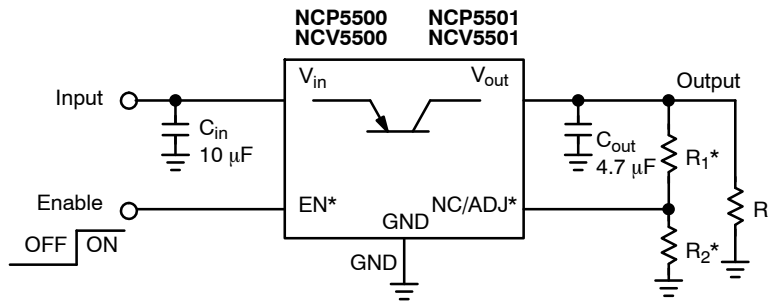 NCP5500 NCP5501
NCV5500 NCV5501
V_in V_out Output
Input
C_in
10 μF
C_out
4.7 μF
R_1*
Enable
EN* NC/ADJ*
GND
R
OFF ON
R_2*
GND